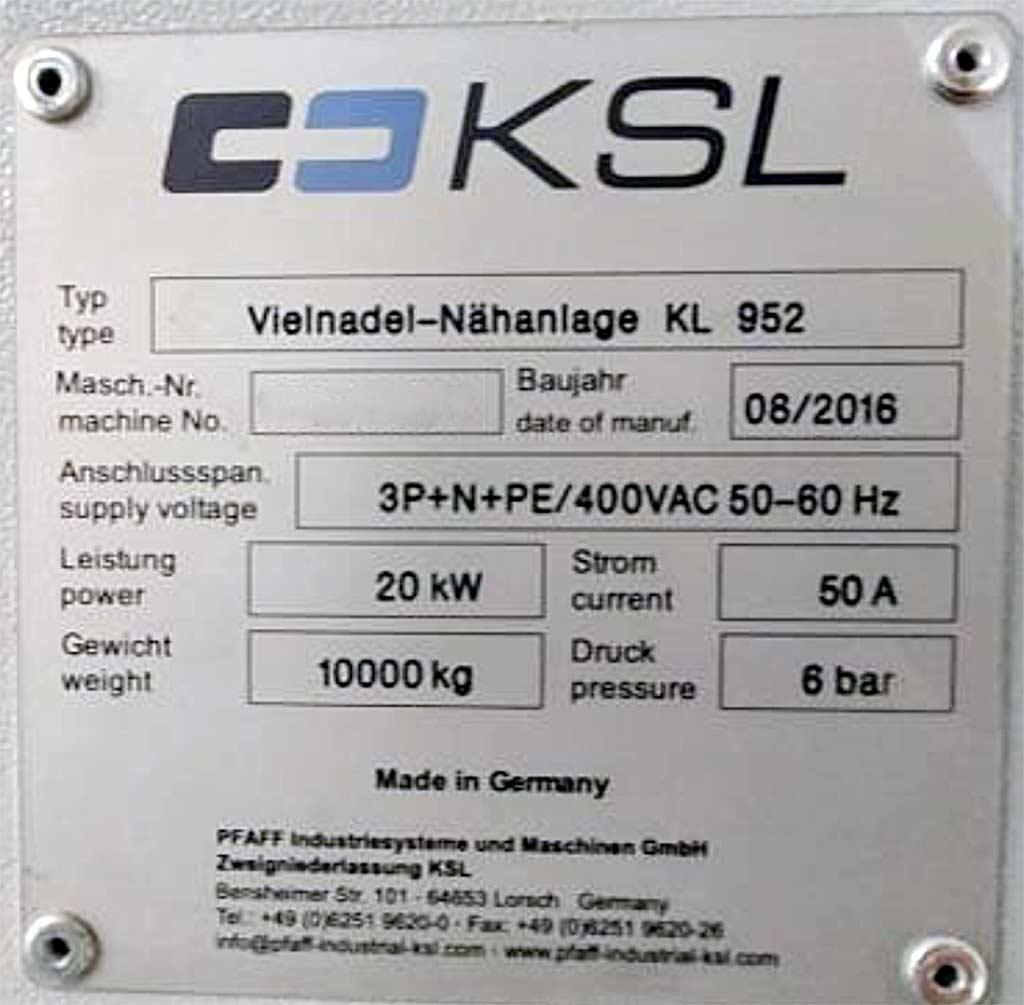 KSL
Typ
type
Vielnadel-Nähanlage KL 952
Masch.-Nr.
machine No.
Baujahr
date of manuf.
08/2016
Anschlussspan.
supply voltage
3P+N+PE/400VAC 50-60 Hz
Leistung
power
20 kW
Strom
current
50 A
Gewicht
weight
10000 kg
Druck
pressure
6 bar
Made in Germany
PFAFF Industriesysteme und Maschinen GmbH
Zweigniederlassung KSL
Bensheimer Str. 101 - 64653 Lorsch Germany
Tel.: +49 (0)6251 9620-0 · Fax: +49 (0)6251 9620-26
info@pfaff-industrial-ksl.com · www.pfaff-industrial-ksl.com